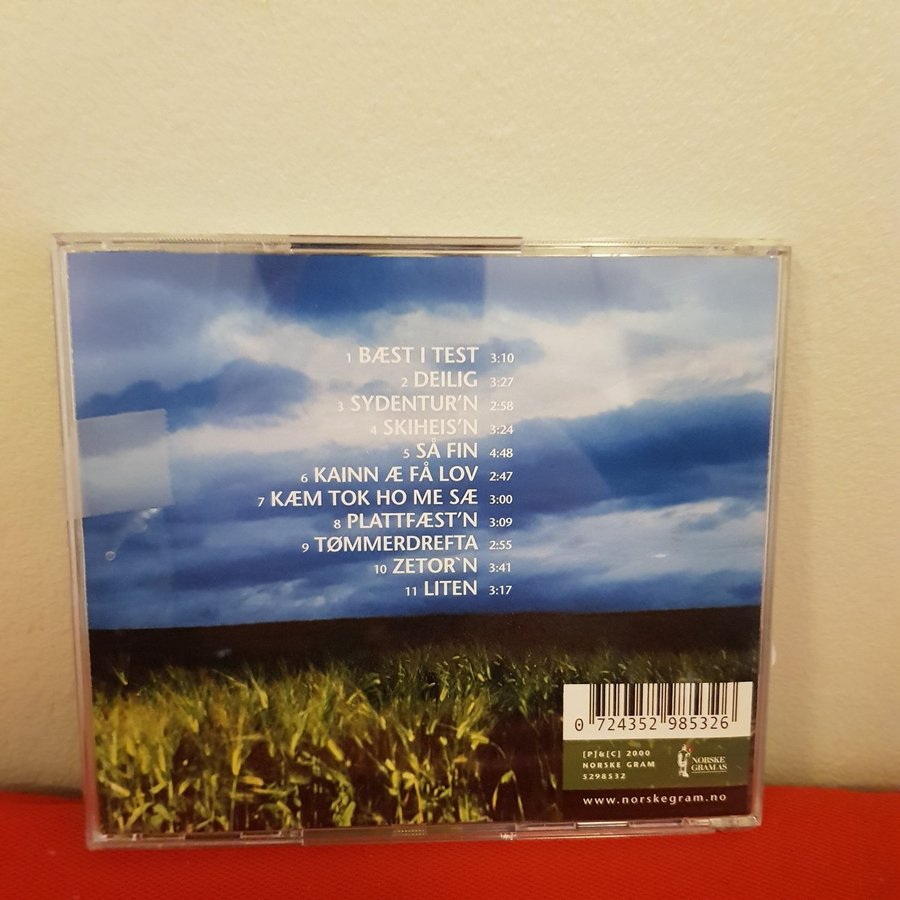 1 BÆST I TEST 3:10
2 DEILIG 3:27
3 SYDENTUR'N 2:58
4 SKIHEIS'N 3:24
5 SÅ FIN 4:48
6 KAINN Æ FÅ LOV 2:47
7 KÆM TOK HO ME SÆ 3:00
8 PLATTFÆST'N 3:09
9 TØMMERDREFTA 2:55
10 ZETOR`N 3:41
11 LITEN 3:17
0 724352 985326
[P]&[C] 2000
NORSKE GRAM
5298532
NORSKE
GRAM AS
www.norskegram.no